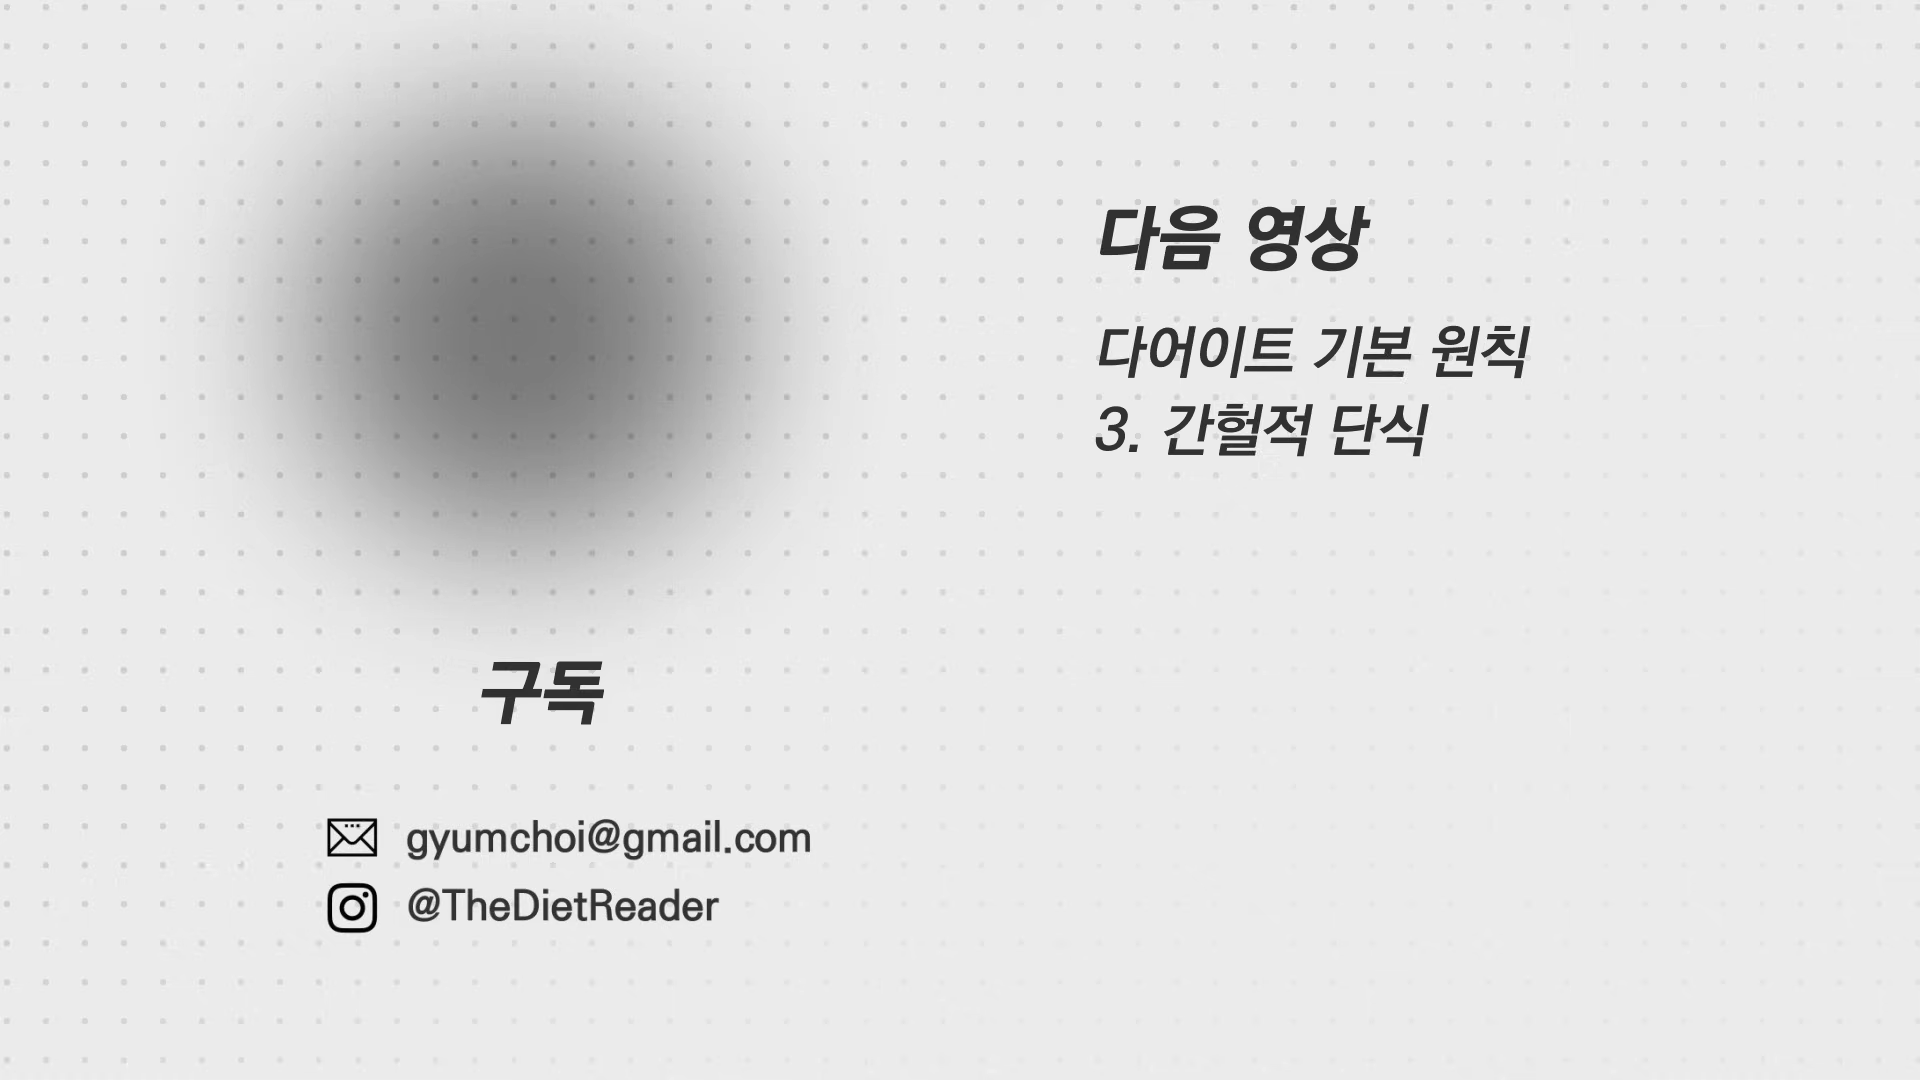 다음 영상
다어이트 기본 원칙
3. 간헐적 단식
구독
gyumchoi@gmail.com
@TheDietReader